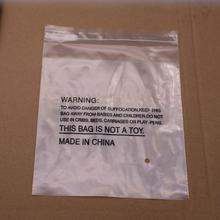 WARNING:
TO AVOID DANGER OF SUFFOCATION,KEEP THIS
BAG AWAY FROM BABIES AND CHILDREN.DO NOT
USE IN CRIBS, BEDS, CARRIAGES OR PLAY-PENS.
THIS BAG IS NOT A TOY.
MADE IN CHINA